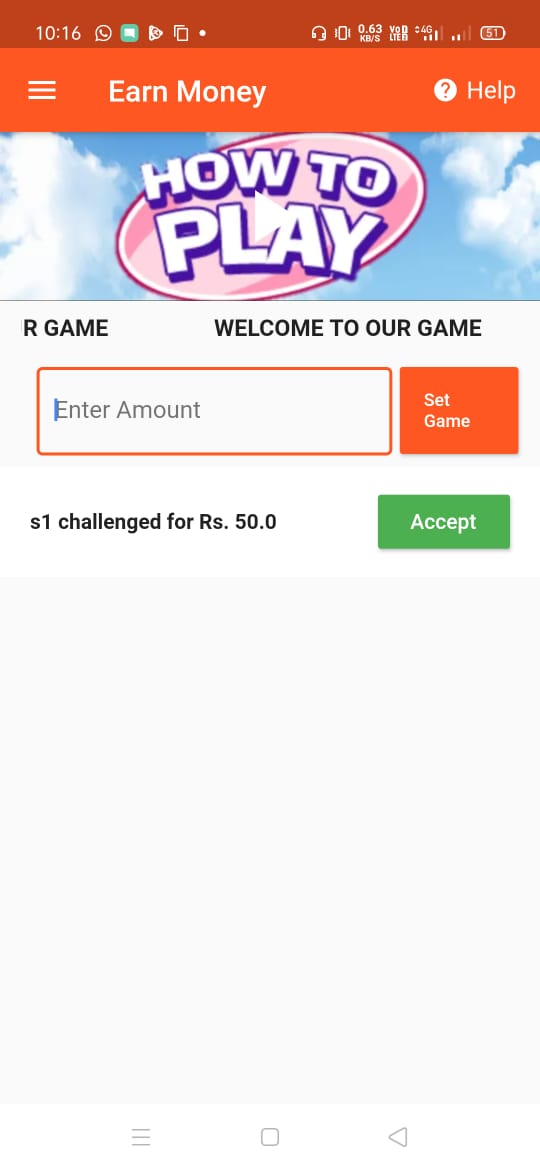 10:16 0.63 KB/S VoD LTE 4G 51
Earn Money
Help
HOW TO
PLAY
R GAME WELCOME TO OUR GAME
Enter Amount
Set
Game
s1 challenged for Rs. 50.0
Accept